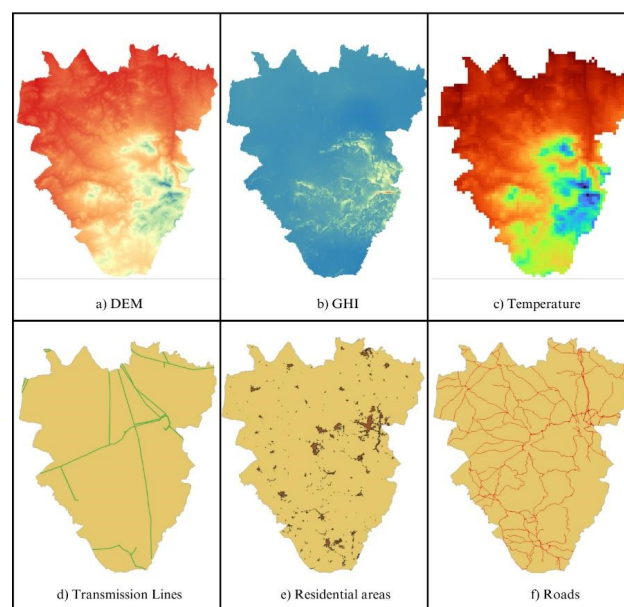 a) DEM
b) GHI
c) Temperature
d) Transmission Lines
e) Residential areas
f) Roads